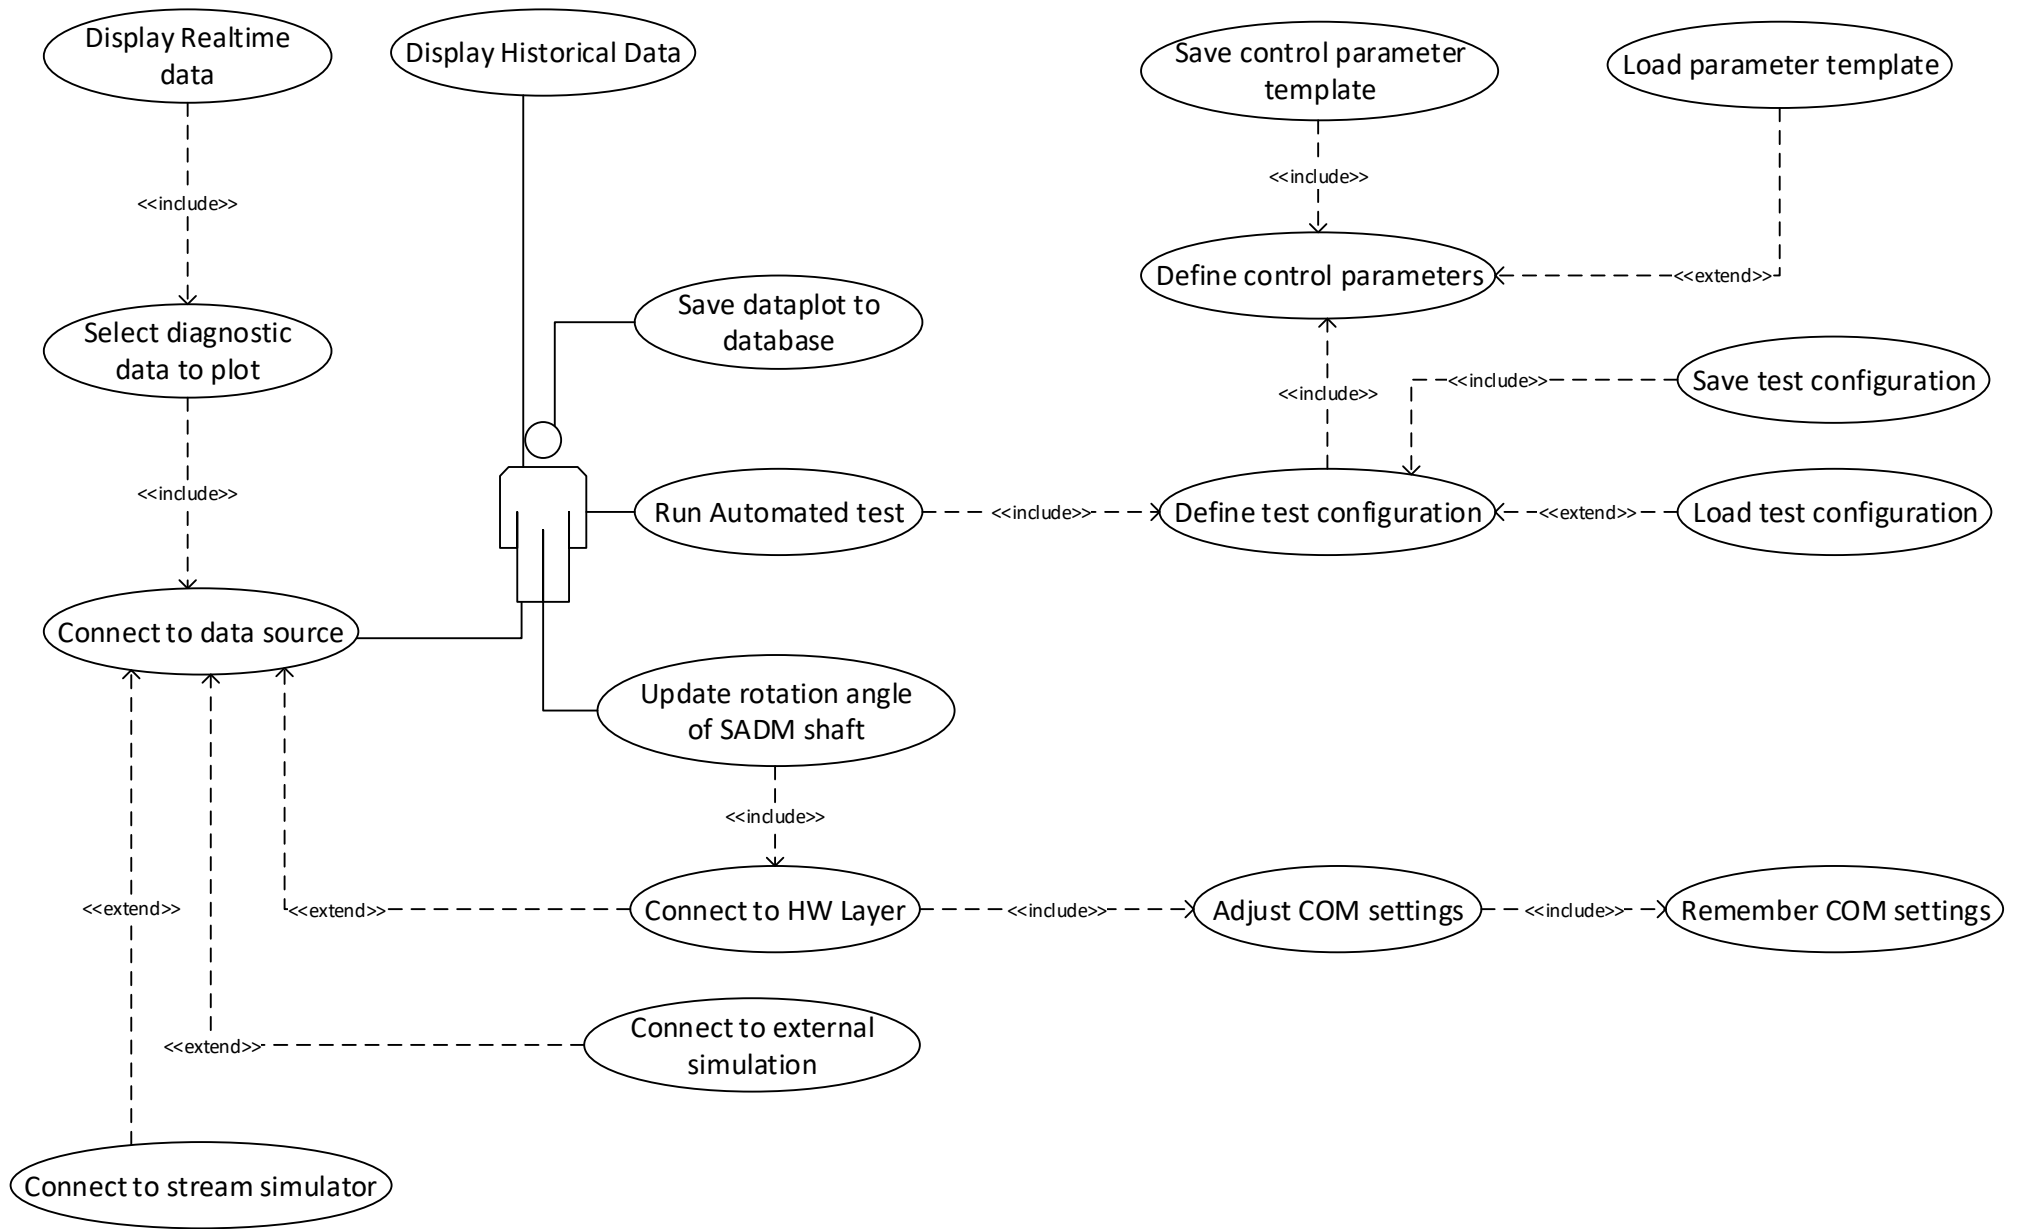 Display Realtime
data
Display Historical Data
Save control parameter
template
Load parameter template
<<include>>
<<include>>
Define control parameters
<<extend>>
Select diagnostic
data to plot
Save dataplot to
database
<<include>>
<<include>>
Save test configuration
<<include>>
Run Automated test
<<include>>
Define test configuration
<<extend>>
Load test configuration
Connect to data source
Update rotation angle
of SADM shaft
<<include>>
<<extend>>
<<extend>>
Connect to HW Layer
<<include>>
Adjust COM settings
<<include>>
Remember COM settings
<<extend>>
Connect to external
simulation
Connect to stream simulator